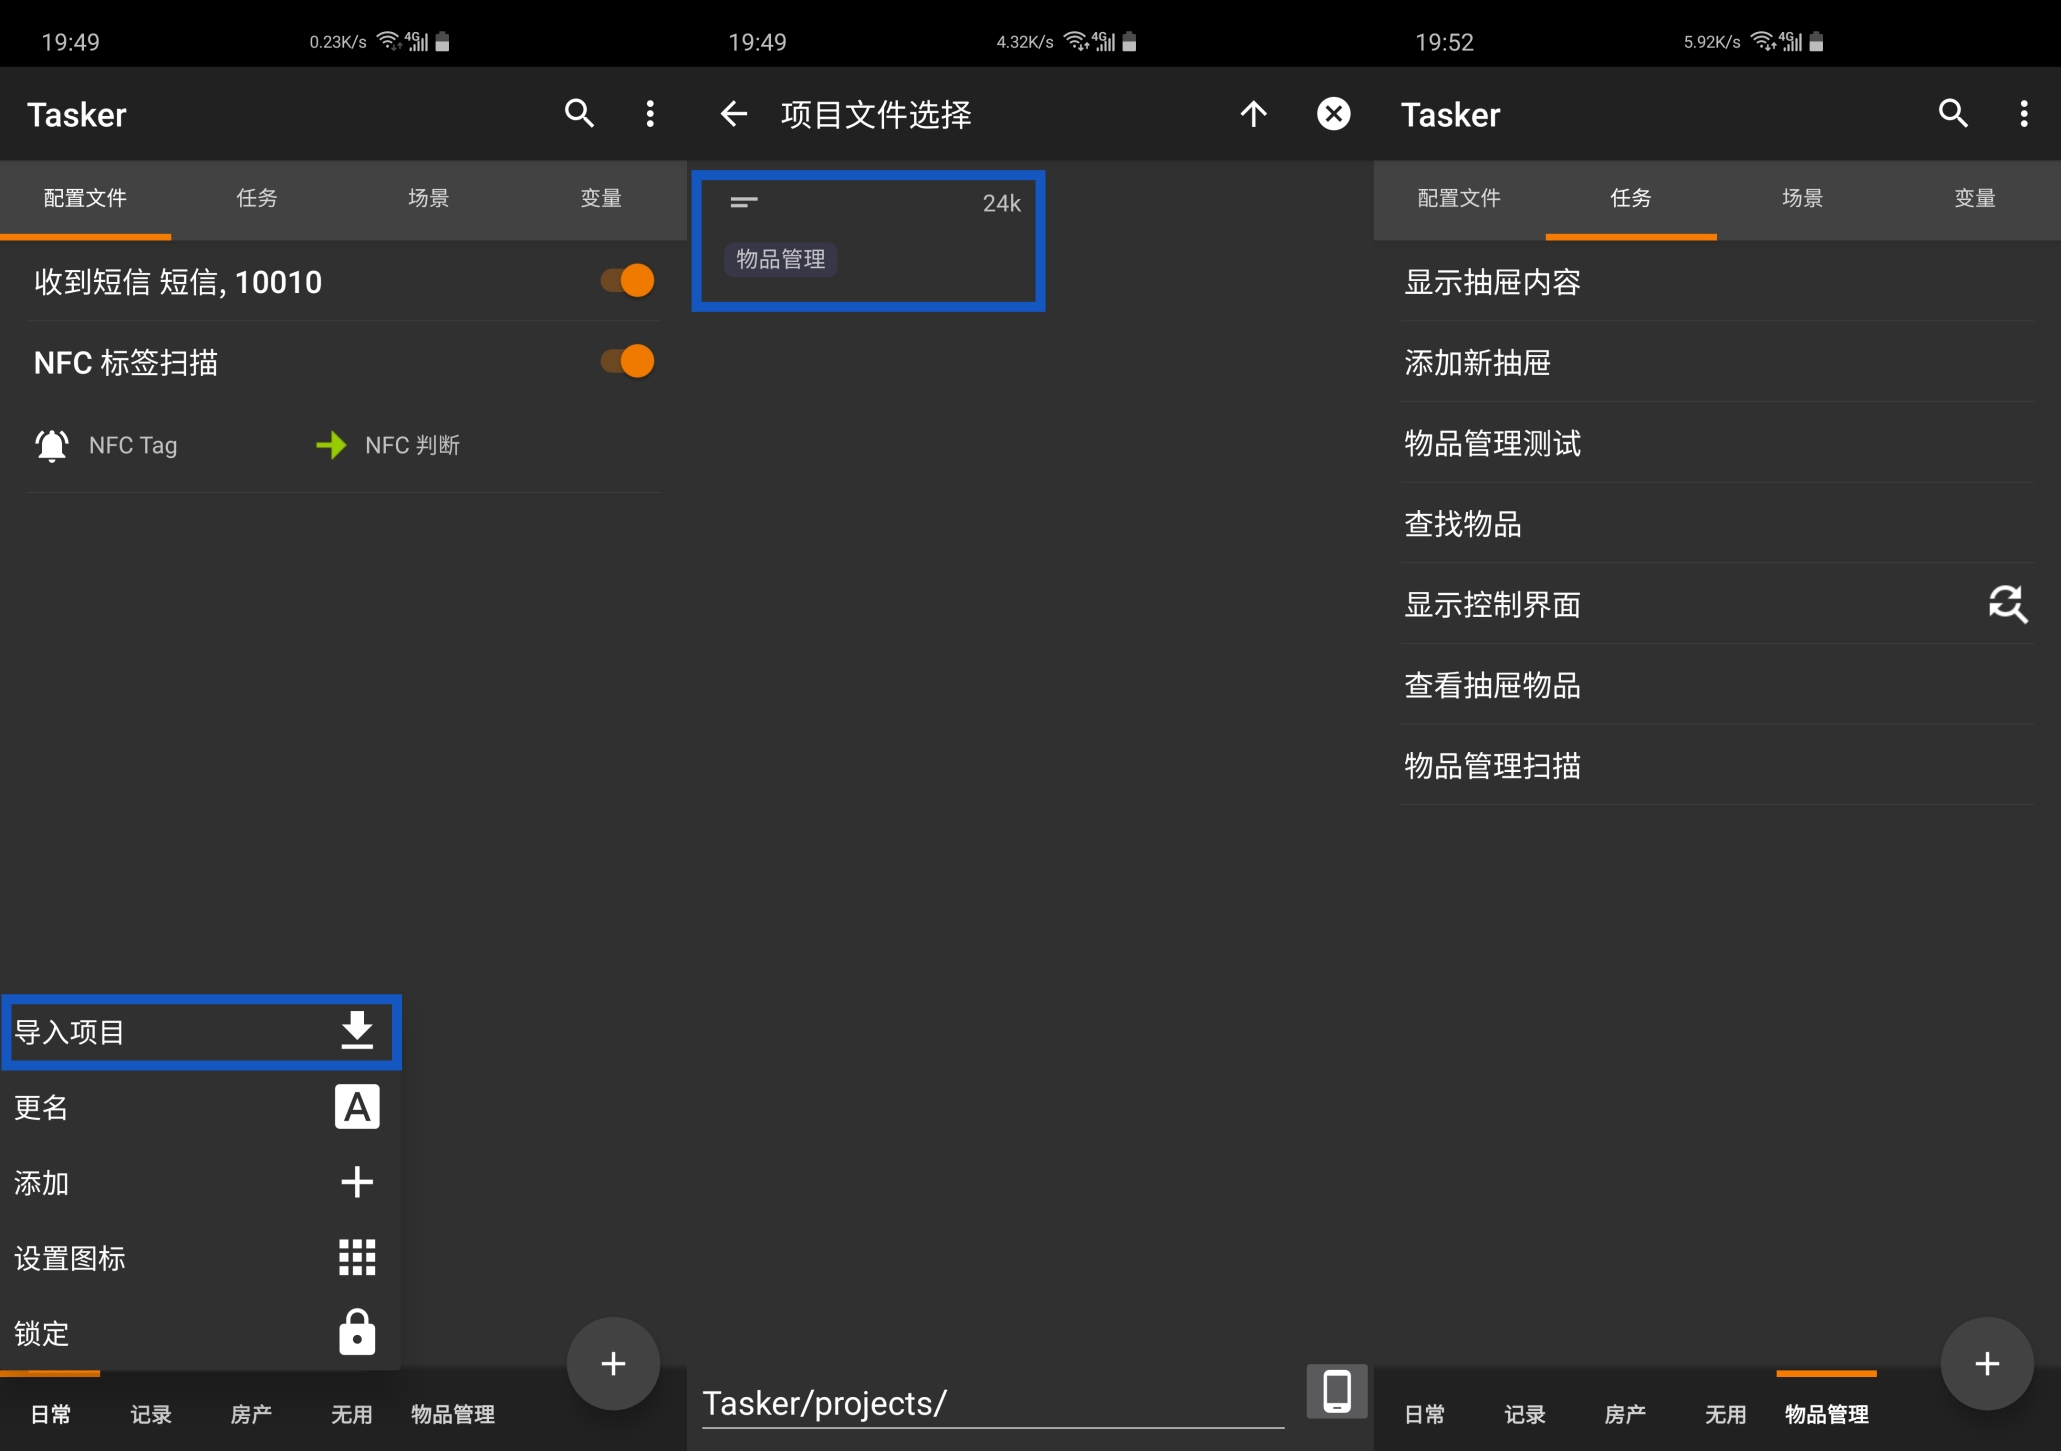 19:49
0.23K/s 4G
Tasker
配置文件 任务 场景 变量
收到短信 短信, 10010
NFC 标签扫描
NFC Tag NFC 判断
导入项目
更名 A
添加
设置图标
锁定
日常 记录 房产 无用 物品管理
19:49
4.32K/s 4G
项目文件选择
24k
物品管理
Tasker/projects/
19:52
5.92K/s 4G
Tasker
配置文件 任务 场景 变量
显示抽屉内容
添加新抽屉
物品管理测试
查找物品
显示控制界面
查看抽屉物品
物品管理扫描
日常 记录 房产 无用 物品管理